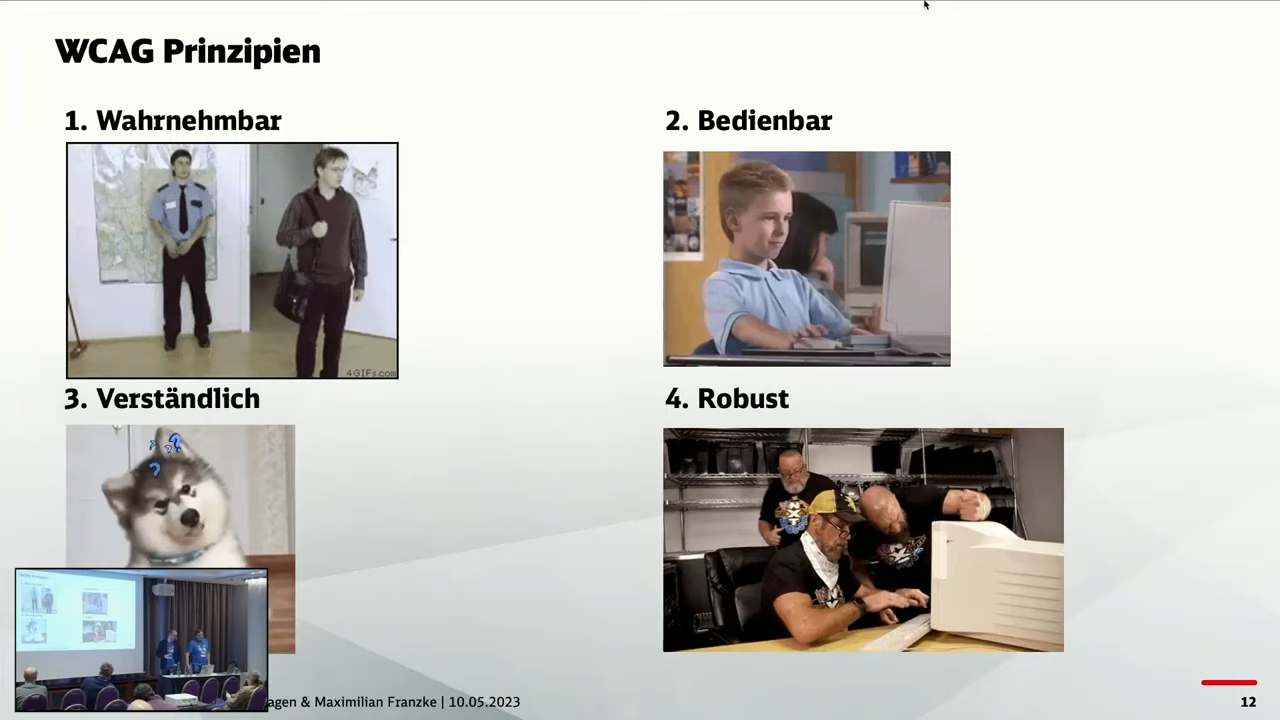 WCAG Prinzipien
1. Wahrnehmbar
2. Bedienbar
4GIFs.com
3. Verständlich
4. Robust
? ? ? ?
NXT
agen & Maximilian Franzke | 10.05.2023
12